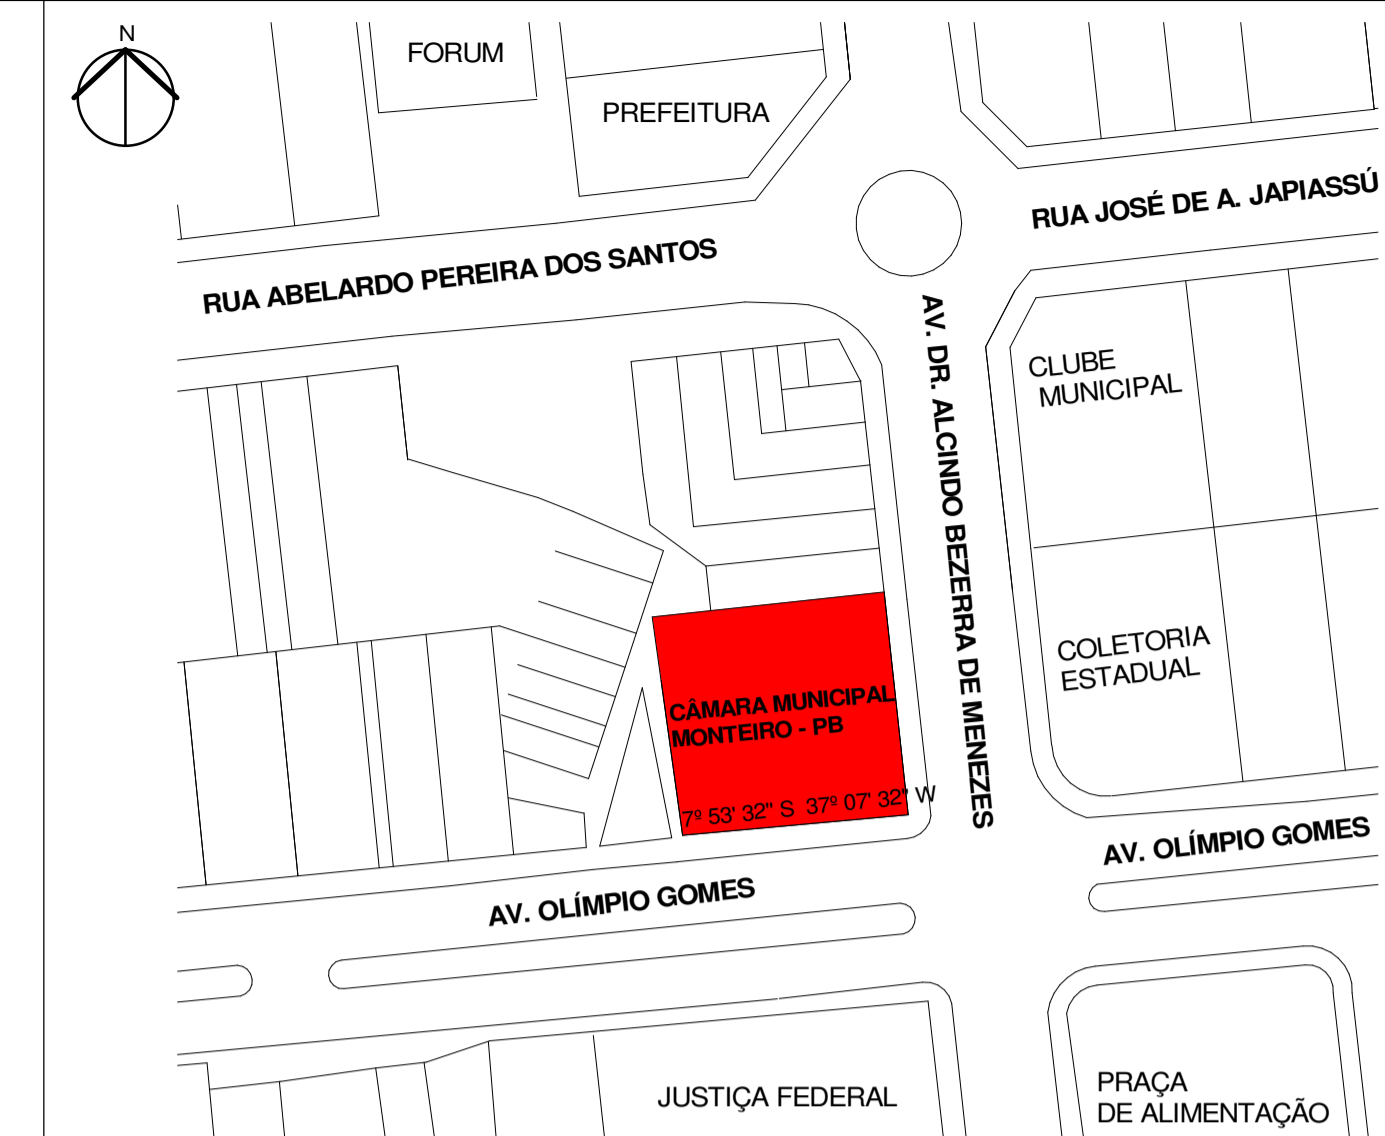 N
FORUM
PREFEITURA
RUA JOSÉ DE A. JAPIASSÚ
RUA ABELARDO PEREIRA DOS SANTOS
AV. DR. ALCINDO BEZERRA DE MENEZES
CLUBE
MUNICIPAL
COLETORIA
ESTADUAL
CÂMARA MUNICIPAL
MONTEIRO - PB
7º 53' 32" S 37º 07' 32" W
AV. OLÍMPIO GOMES
AV. OLÍMPIO GOMES
JUSTIÇA FEDERAL
PRAÇA
DE ALIMENTAÇÃO